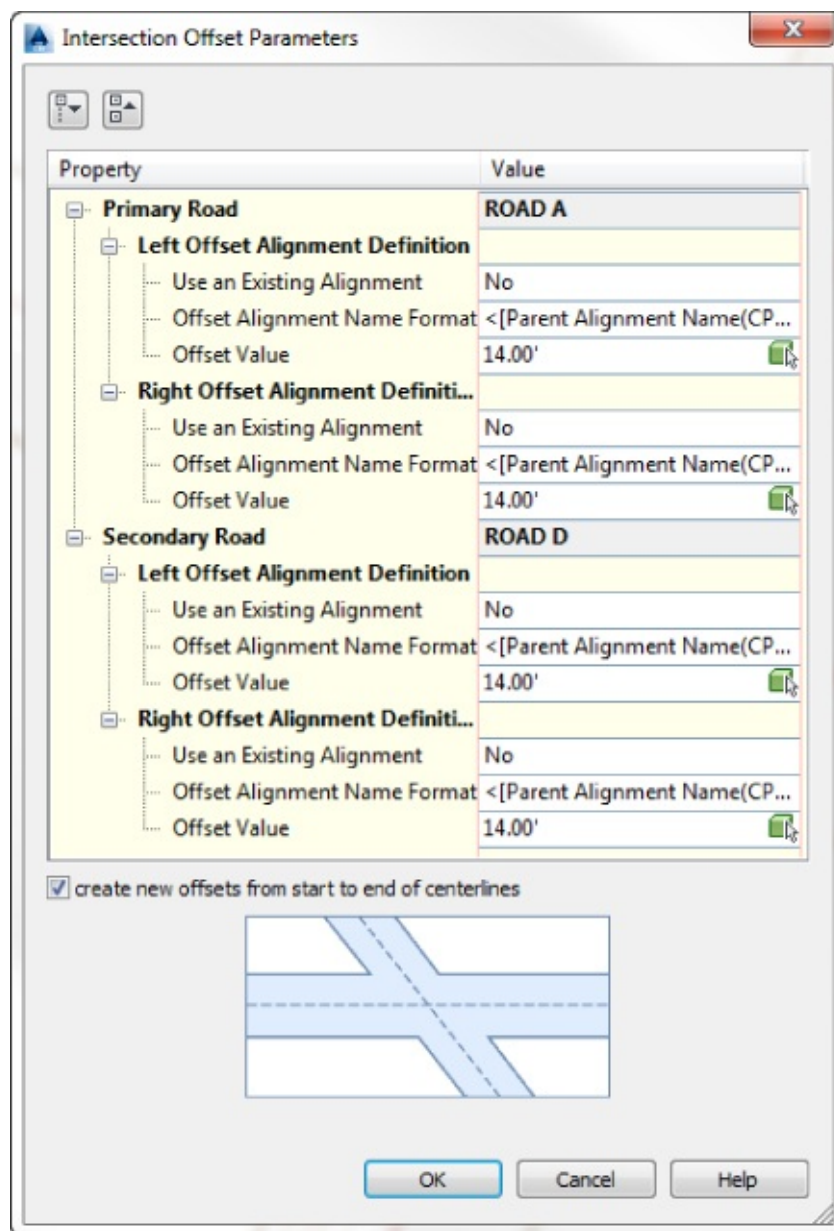 Intersection Offset Parameters
Property Value
Primary Road ROAD A
Left Offset Alignment Definition
Use an Existing Alignment No
Offset Alignment Name Format <[Parent Alignment Name(CP...
Offset Value 14.00'
Right Offset Alignment Definiti...
Use an Existing Alignment No
Offset Alignment Name Format <[Parent Alignment Name(CP...
Offset Value 14.00'
Secondary Road ROAD D
Left Offset Alignment Definition
Use an Existing Alignment No
Offset Alignment Name Format <[Parent Alignment Name(CP...
Offset Value 14.00'
Right Offset Alignment Definiti...
Use an Existing Alignment No
Offset Alignment Name Format <[Parent Alignment Name(CP...
Offset Value 14.00'
create new offsets from start to end of centerlines
OK Cancel Help